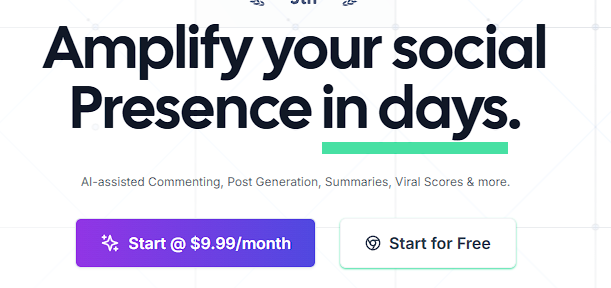 Amplify your social
Presence in days.
AI-assisted Commenting, Post Generation, Summaries, Viral Scores & more.
Start @ $9.99/month
Start for Free